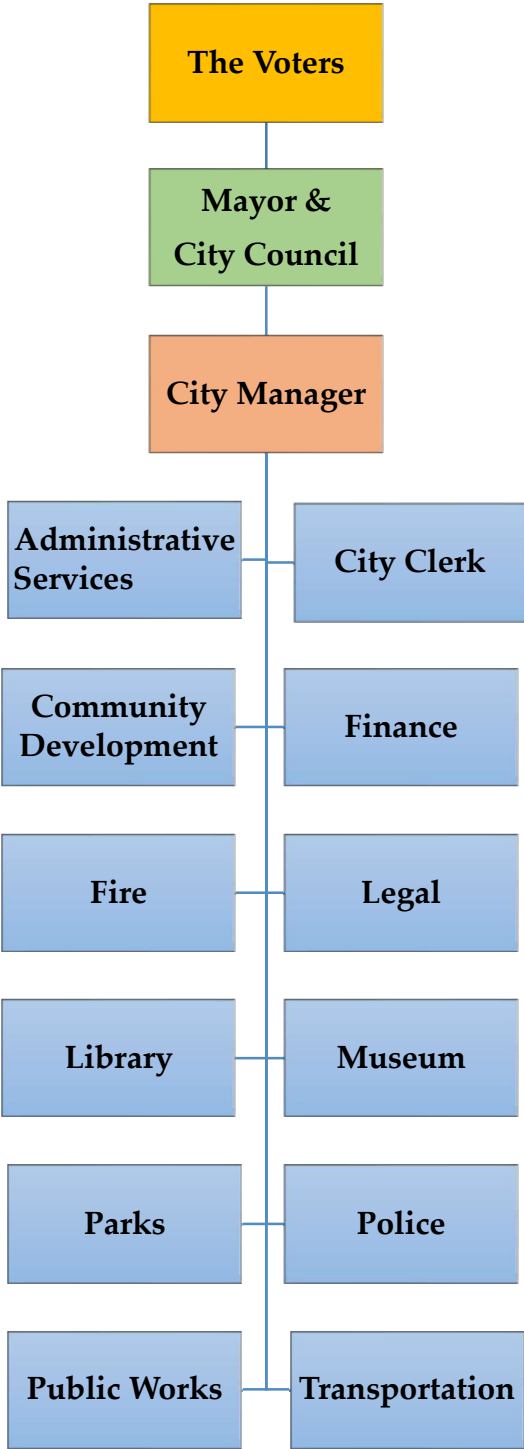 The Voters
Mayor &
City Council
City Manager
Administrative
Services
City Clerk
Community
Development
Finance
Fire
Legal
Library
Museum
Parks
Police
Public Works
Transportation